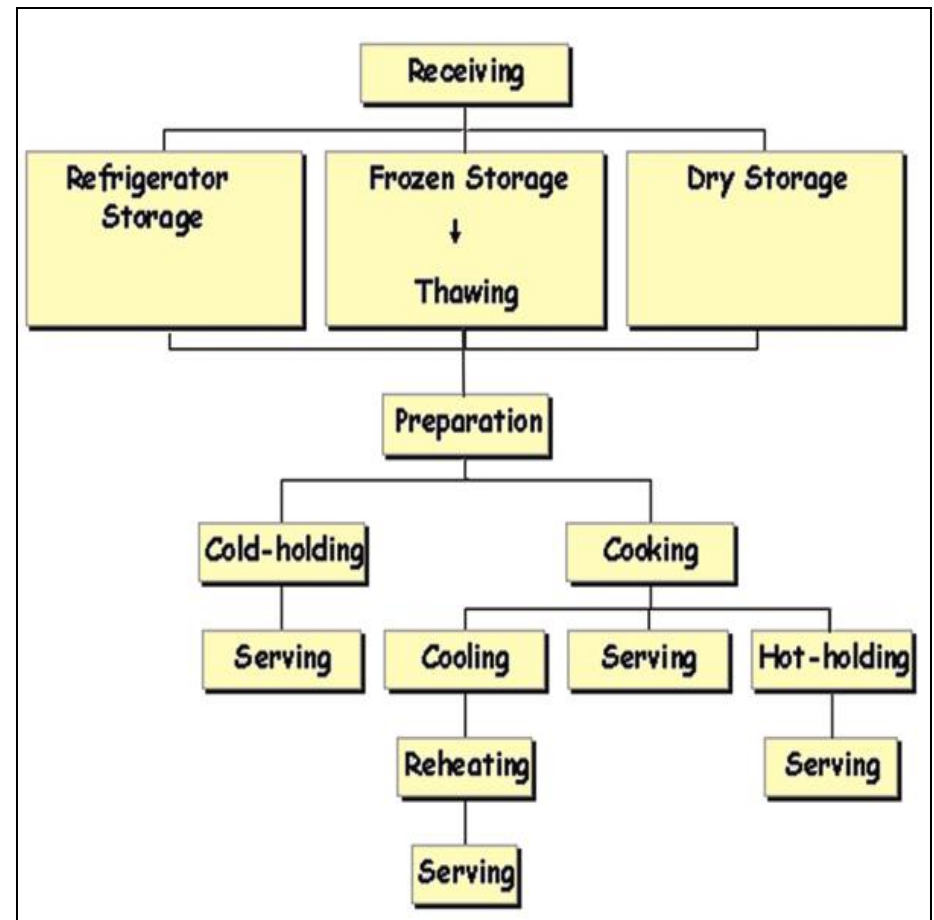 Receiving
Refrigerator
Storage
Frozen Storage
Thawing
Dry Storage
Preparation
Cold-holding
Cooking
Serving
Cooling
Serving
Hot-holding
Reheating
Serving
Serving